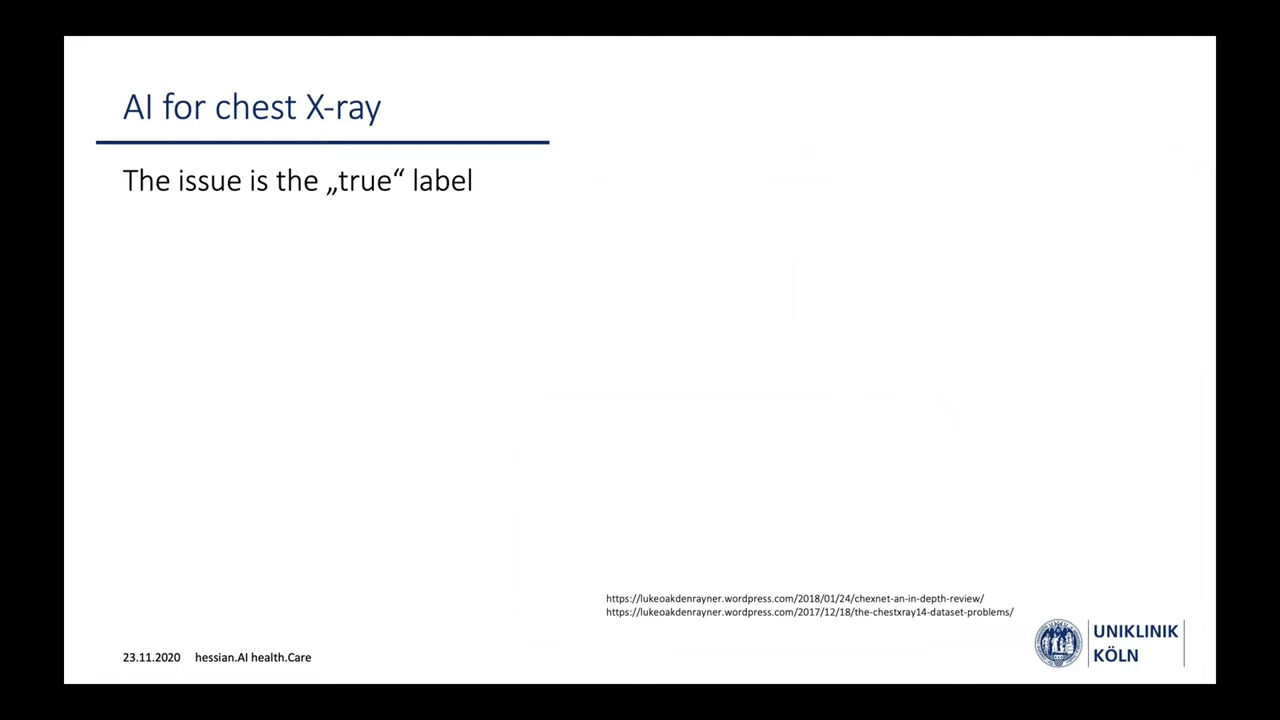 AI for chest X-ray
The issue is the „true“ label
https://lukeoakdenrayner.wordpress.com/2018/01/24/chexnet-an-in-depth-review/
https://lukeoakdenrayner.wordpress.com/2017/12/18/the-chestxray14-dataset-problems/
23.11.2020 hessian.AI health.Care
UNIKLINIK
KÖLN